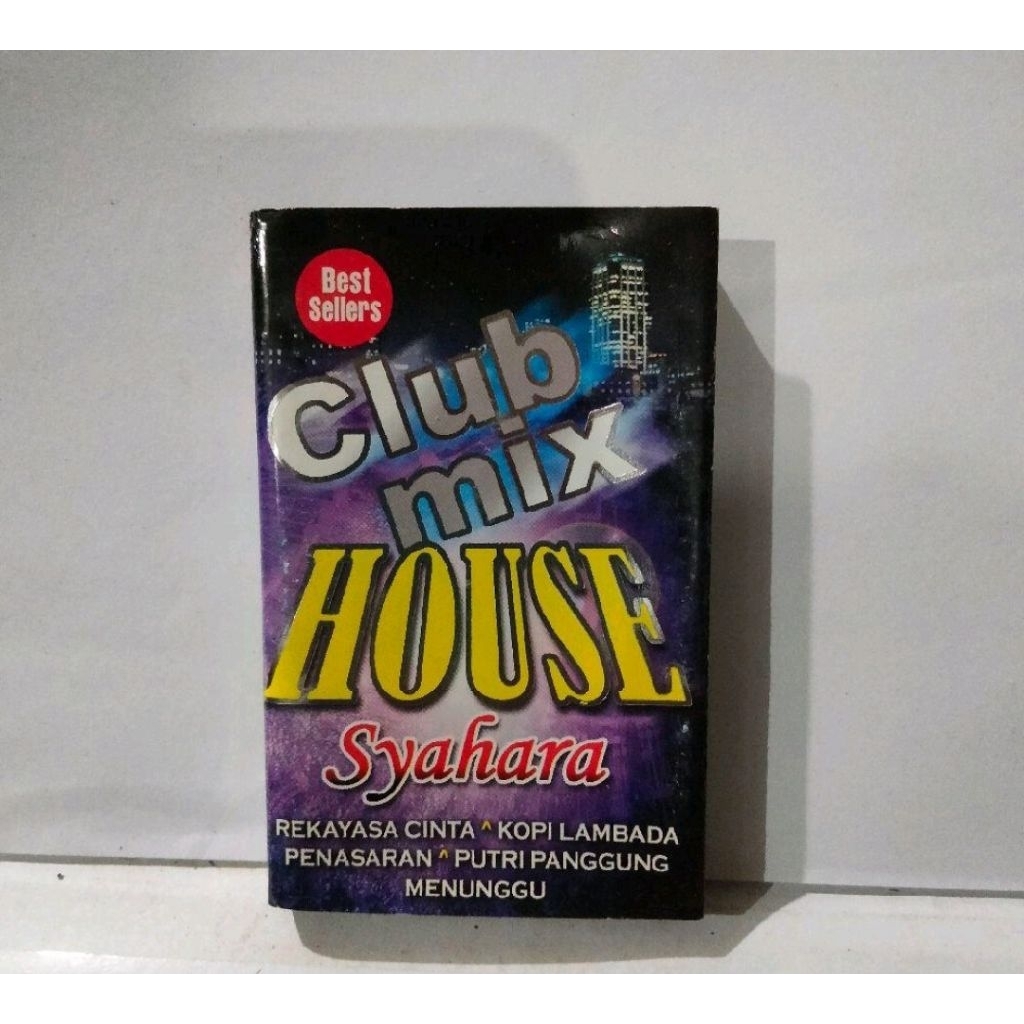 Best
Sellers
Club
mix
HOUSE
Syahara
REKAYASA CINTA ^ KOPI LAMBADA
PENASARAN ^ PUTRI PANGGUNG
MENUNGGU